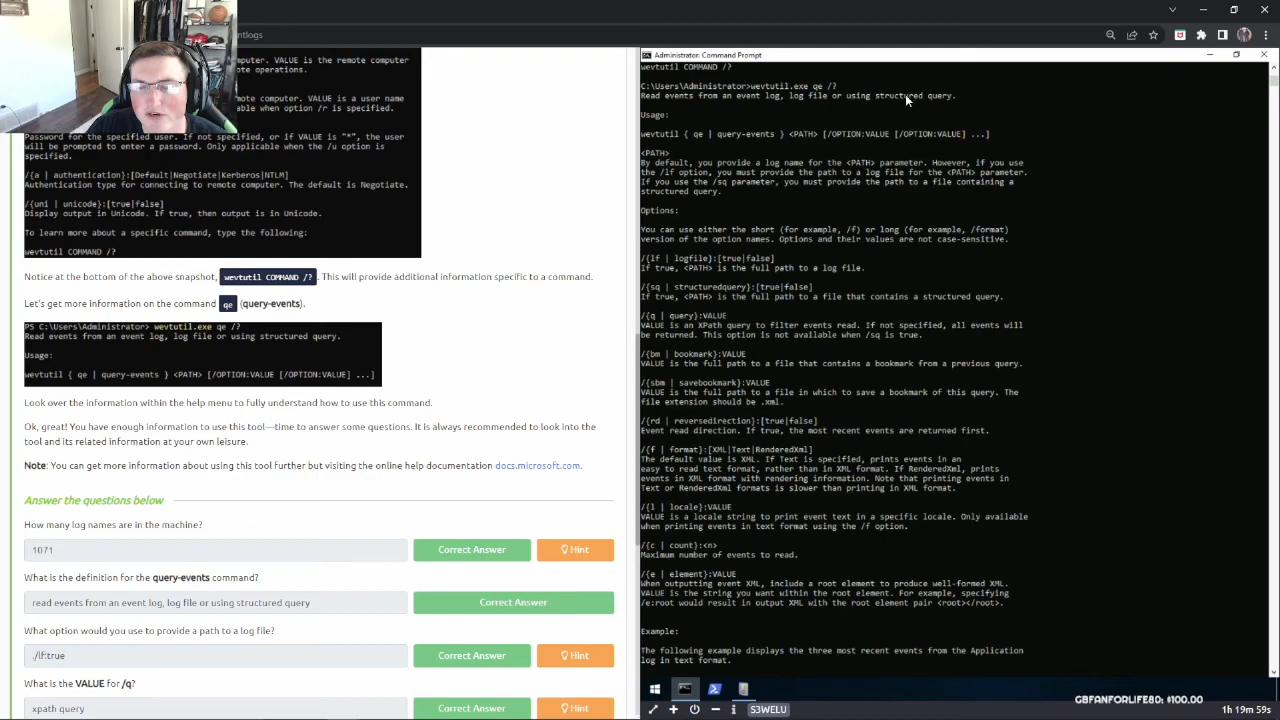 entlogs
mputer. VALUE is the remote computer
ote operations.
ote computer. VALUE is a user name
able when option /r is specified.
Password for the specified user. If not specified, or if VALUE is "*", the user
will be prompted to enter a password. Only applicable when the /u option is
specified.
/{a | authentication}:[Default|Negotiate|Kerberos|NTLM]
Authentication type for connecting to remote computer. The default is Negotiate.
/{uni | unicode}:[true|false]
Display output in Unicode. If true, then output is in Unicode.
To learn more about a specific command, type the following:
wevtutil COMMAND /?
Notice at the bottom of the above snapshot, wevtutil COMMAND /? . This will provide additional information specific to a command.
Let's get more information on the command qe (query-events).
PS C:\Users\Administrator> wevtutil.exe qe /?
Read events from an event log, log file or using structured query.
Usage:
wevtutil { qe | query-events } <PATH> [/OPTION:VALUE [/OPTION:VALUE] ...]
Look over the information within the help menu to fully understand how to use this command.
Ok, great! You have enough information to use this tool—time to answer some questions. It is always recommended to look into the
tool and its related information at your own leisure.
Note: You can get more information about using this tool further but visiting the online help documentation docs.microsoft.com.
Answer the questions below
How many log names are in the machine?
1071
Correct Answer
Hint
What is the definition for the query-events command?
read events from an event log, log file or using structured query
Correct Answer
What option would you use to provide a path to a log file?
/lf:true
Correct Answer
Hint
What is the VALUE for /q?
xpath query
Correct Answer
Hint
Administrator: Command Prompt
wevtutil COMMAND /?
C:\Users\Administrator>wevtutil.exe qe /?
Read events from an event log, log file or using structured query.
Usage:
wevtutil { qe | query-events } <PATH> [/OPTION:VALUE [/OPTION:VALUE] ...]
<PATH>
By default, you provide a log name for the <PATH> parameter. However, if you use
the /lf option, you must provide the path to a log file for the <PATH> parameter.
If you use the /sq parameter, you must provide the path to a file containing a
structured query.
Options:
You can use either the short (for example, /f) or long (for example, /format)
version of the option names. Options and their values are not case-sensitive.
/{lf | logfile}:[true|false]
If true, <PATH> is the full path to a log file.
/{sq | structuredquery}:[true|false]
If true, <PATH> is the full path to a file that contains a structured query.
/{q | query}:VALUE
VALUE is an XPath query to filter events read. If not specified, all events will
be returned. This option is not available when /sq is true.
/{bm | bookmark}:VALUE
VALUE is the full path to a file that contains a bookmark from a previous query.
/{sbm | savebookmark}:VALUE
VALUE is the full path to a file in which to save a bookmark of this query. The
file extension should be .xml.
/{rd | reversedirection}:[true|false]
Event read direction. If true, the most recent events are returned first.
/{f | format}:[XML|Text|RenderedXml]
The default value is XML. If Text is specified, prints events in an
easy to read text format, rather than in XML format. If RenderedXml, prints
events in XML format with rendering information. Note that printing events in
Text or RenderedXml formats is slower than printing in XML format.
/{l | locale}:VALUE
VALUE is a locale string to print event text in a specific locale. Only available
when printing events in text format using the /f option.
/{c | count}:<n>
Maximum number of events to read.
/{e | element}:VALUE
When outputting event XML, include a root element to produce well-formed XML.
VALUE is the string you want within the root element. For example, specifying
/e:root would result in output XML with the root element pair <root></root>.
Example:
The following example displays the three most recent events from the Application
log in text format.
GBFANFORLIFE80: $100.00
S3WELU
1h 19m 59s